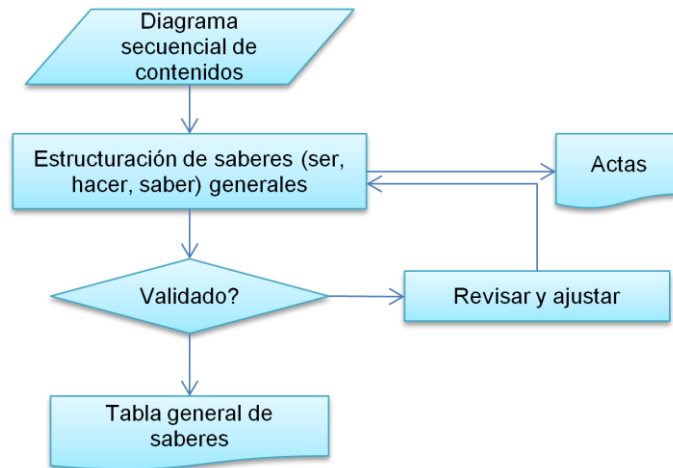 Diagrama
secuencial de
contenidos
Estructuración de saberes (ser,
hacer, saber) generales
Actas
Validado?
Revisar y ajustar
Tabla general de
saberes